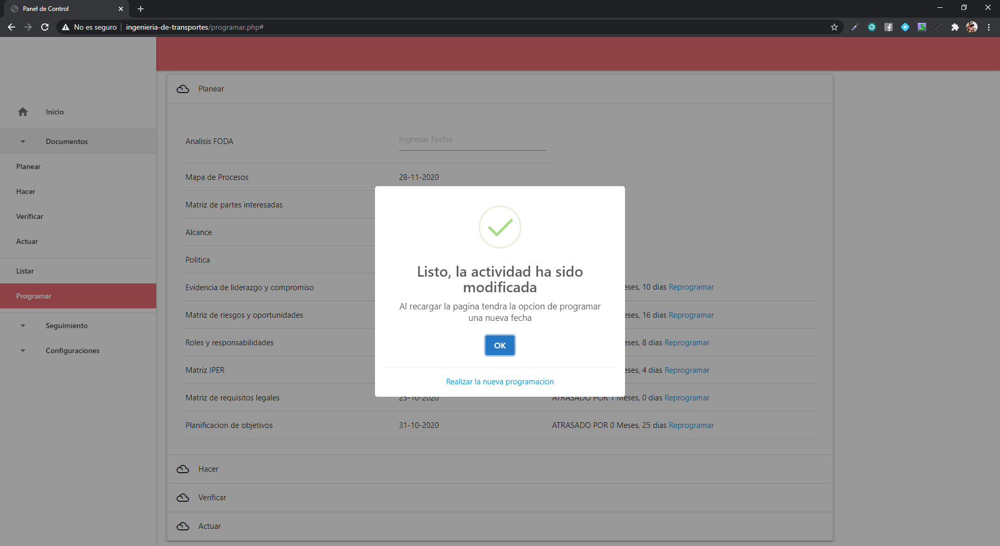 Panel de Control
No es seguro
ingenieria-de-transportes/programar.php#
Inicio
Documentos
Planear
Hacer
Verificar
Actuar
Listar
Programar
Seguimiento
Configuraciones
Planear
Analisis FODA Ingresar Fecha
Mapa de Procesos 28-11-2020
Matriz de partes interesadas
Alcance
Politica
Evidencia de liderazgo y compromiso eses, 10 dias Reprogramar
Matriz de riesgos y oportunidades eses, 16 dias Reprogramar
Roles y responsabilidades eses, 8 dias Reprogramar
Matriz IPER eses, 4 dias Reprogramar
Matriz de requisitos legales 25-10-2020 ATRASADO POR 1 Meses, 0 dias Reprogramar
Planificacion de objetivos 31-10-2020 ATRASADO POR 0 Meses, 25 dias Reprogramar
Hacer
Verificar
Actuar
Listo, la actividad ha sido
modificada
Al recargar la pagina tendra la opcion de programar
una nueva fecha
OK
Realizar la nueva programacion